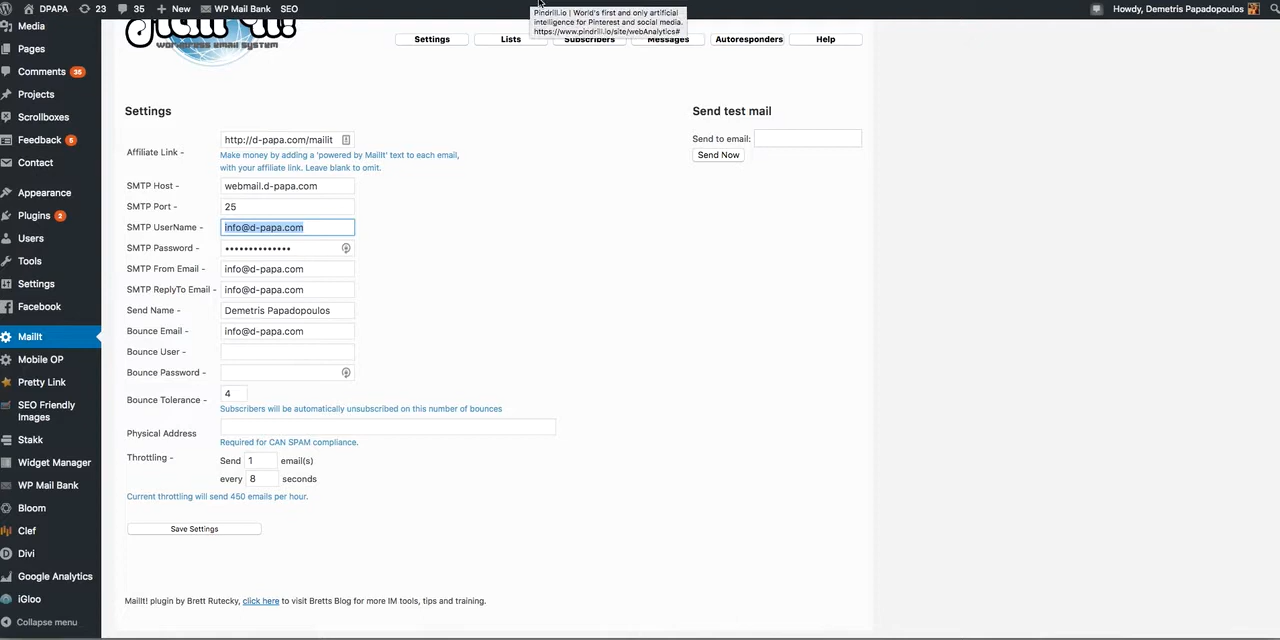 DPAPA 23 35 + New WP Mail Bank SEO
Howdy, Demetris Papadopoulos
Pindrill.io | World's first and only artificial
intelligence for Pinterest and social media.
https://www.pindrill.io/site/webAnalytics#
Media
Pages
Comments 35
Projects
Scrollboxes
Feedback 5
Contact
Appearance
Plugins 2
Users
Tools
Settings
Facebook
MailIt
Mobile OP
Pretty Link
SEO Friendly
Images
Stakk
Widget Manager
WP Mail Bank
Bloom
Clef
Divi
Google Analytics
iGloo
Collapse menu
WORDPRESS EMAIL SYSTEM
Settings
Lists
Subscribers
Messages
Autoresponders
Help
Settings
Affiliate Link - http://d-papa.com/mailit
Make money by adding a 'powered by MailIt' text to each email,
with your affiliate link. Leave blank to omit.
SMTP Host - webmail.d-papa.com
SMTP Port - 25
SMTP UserName - info@d-papa.com
SMTP Password - ••••••••••••••
SMTP From Email - info@d-papa.com
SMTP ReplyTo Email - info@d-papa.com
Send Name - Demetris Papadopoulos
Bounce Email - info@d-papa.com
Bounce User -
Bounce Password -
Bounce Tolerance - 4
Subscribers will be automatically unsubscribed on this number of bounces
Physical Address
Required for CAN SPAM compliance.
Throttling - Send 1 email(s)
every 8 seconds
Current throttling will send 450 emails per hour.
Save Settings
MailIt! plugin by Brett Rutecky, click here to visit Bretts Blog for more IM tools, tips and training.
Send test mail
Send to email:
Send Now